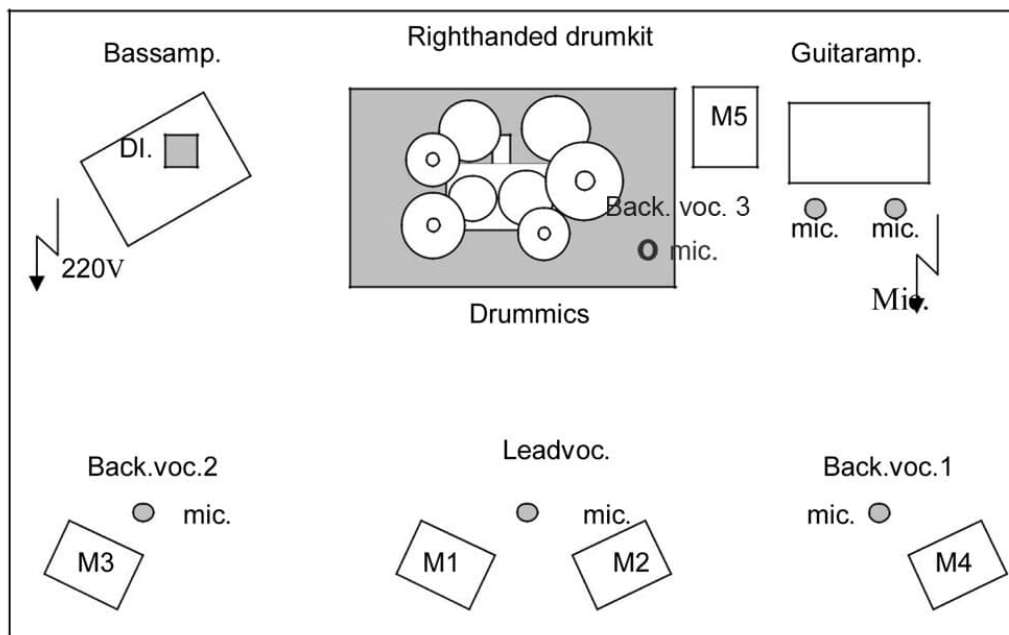 Righthanded drumkit
Bassamp.
Guitaramp.
M5
DI.
Back. voc. 3
mic.
mic.
mic.
220V
Mic.
Drummics
Leadvoc.
Back.voc.2
Back.voc.1
mic.
mic.
mic.
M3
M1
M2
M4